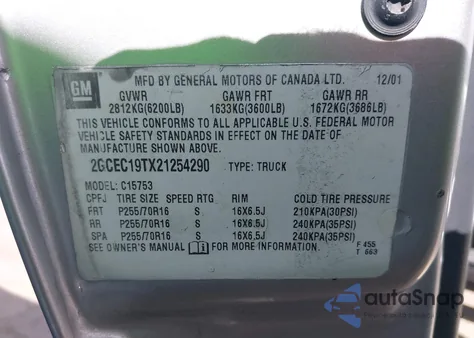 GM MFD BY GENERAL MOTORS OF CANADA LTD. 12/01
GVWR GAWR FRT GAWR RR
2812KG(6200LB) 1633KG(3600LB) 1672KG(3686LB)
THIS VEHICLE CONFORMS TO ALL APPLICABLE U.S. FEDERAL MOTOR
VEHICLE SAFETY STANDARDS IN EFFECT ON THE DATE OF
MANUFACTURE SHOWN ABOVE.
2GCEC19TX21254290 TYPE: TRUCK
MODEL: C15753
CPFJ TIRE SIZE SPEED RTG RIM COLD TIRE PRESSURE
FRT P255/70R16 S 16X6.5J 210KPA(30PSI)
RR P255/70R16 S 16X6.5J 240KPA(35PSI)
SPA P255/70R16 S 16X6.5J 240KPA(35PSI)
SEE OWNER'S MANUAL FOR MORE INFORMATION. F 455
T 663
autoSnap